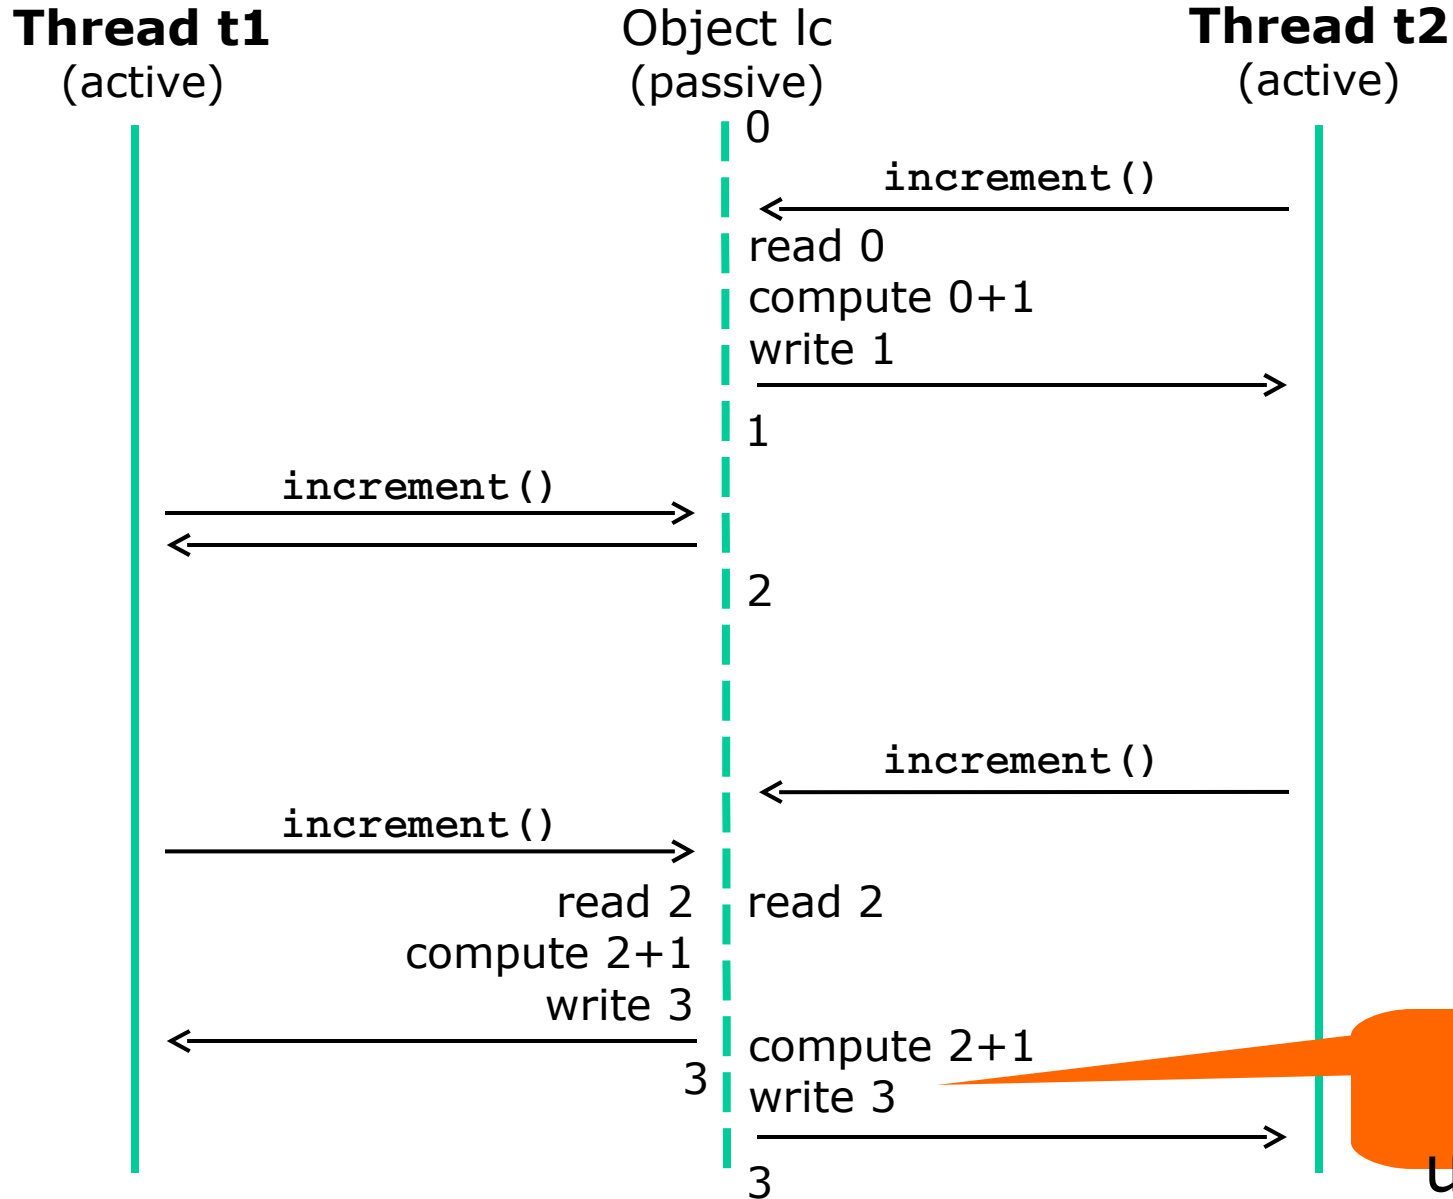 Thread t1
(active)
Object lc
(passive)
Thread t2
(active)
0
increment()
read 0
compute 0+1
write 1
1
increment()
2
increment()
increment()
read 2
compute 2+1
write 3
read 2
3
compute 2+1
write 3
3